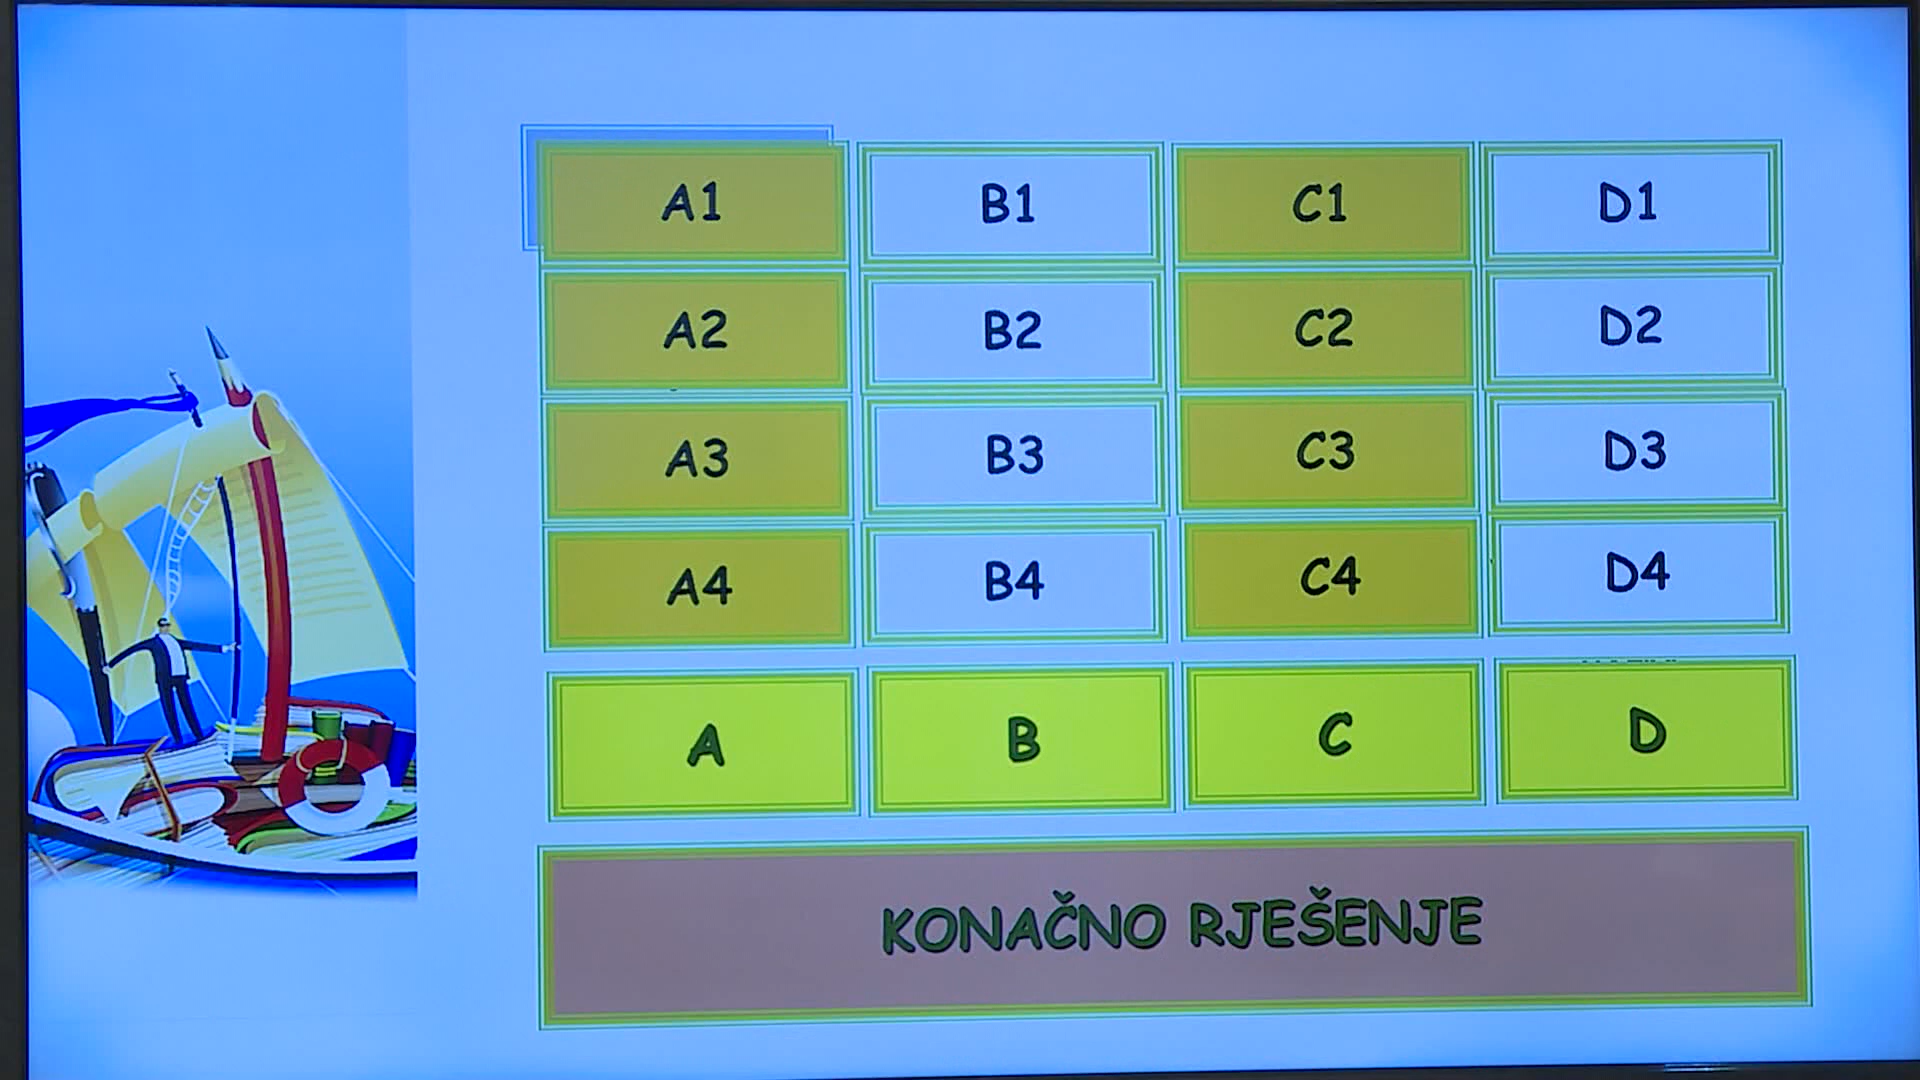 A1 B1 C1 D1
A2 B2 C2 D2
A3 B3 C3 D3
A4 B4 C4 D4
A B C D
KONAČNO RJEŠENJE